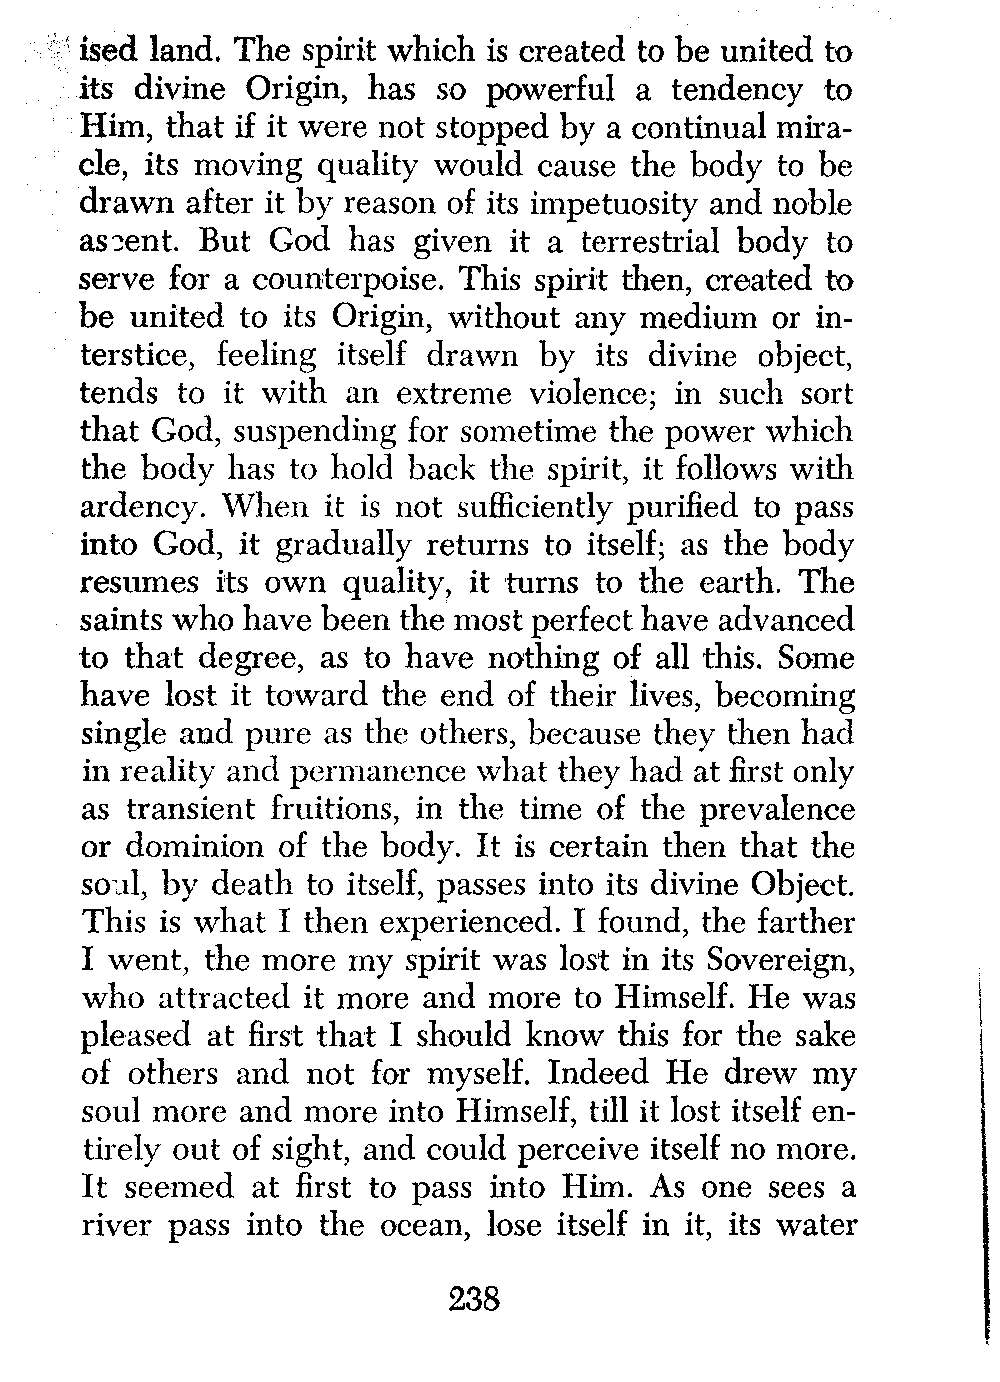 ised land. The spirit which is created to be united to
its divine Origin, has so powerful a tendency to
Him, that if it were not stopped by a continual mira-
cle, its moving quality would cause the body to be
drawn after it by reason of its impetuosity and noble
ascent. But God has given it a terrestrial body to
serve for a counterpoise. This spirit then, created to
be united to its Origin, without any medium or in-
terstice, feeling itself drawn by its divine object,
tends to it with an extreme violence; in such sort
that God, suspending for sometime the power which
the body has to hold back the spirit, it follows with
ardency. When it is not sufficiently purified to pass
into God, it gradually returns to itself; as the body
resumes its own quality, it turns to the earth. The
saints who have been the most perfect have advanced
to that degree, as to have nothing of all this. Some
have lost it toward the end of their lives, becoming
single and pure as the others, because they then had
in reality and permanence what they had at first only
as transient fruitions, in the time of the prevalence
or dominion of the body. It is certain then that the
soul, by death to itself, passes into its divine Object.
This is what I then experienced. I found, the farther
I went, the more my spirit was lost in its Sovereign,
who attracted it more and more to Himself. He was
pleased at first that I should know this for the sake
of others and not for myself. Indeed He drew my
soul more and more into Himself, till it lost itself en-
tirely out of sight, and could perceive itself no more.
It seemed at first to pass into Him. As one sees a
river pass into the ocean, lose itself in it, its water
238